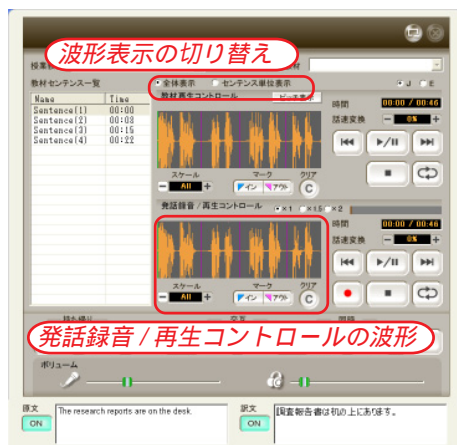 波形表示の切り替え
教材センテンス一覧
全体表示 センテンス単位表示
J E
Name Time
Sentence(1) 00:00
Sentence(2) 00:08
Sentence(3) 00:15
Sentence(4) 00:22
教材再生コントロール
時間 00:00 / 00:46
話速変換 0%
スケール マーク クリア
All イン アウト C
発話録音 / 再生コントロール ×1 ×1.5 ×2
時間 00:00 / 00:46
話速変換 0%
スケール マーク クリア
All イン アウト C
発話録音 / 再生コントロールの波形
ボリューム
原文 ON The research reports are on the desk.
訳文 ON 調査報告書は机の上にあります。